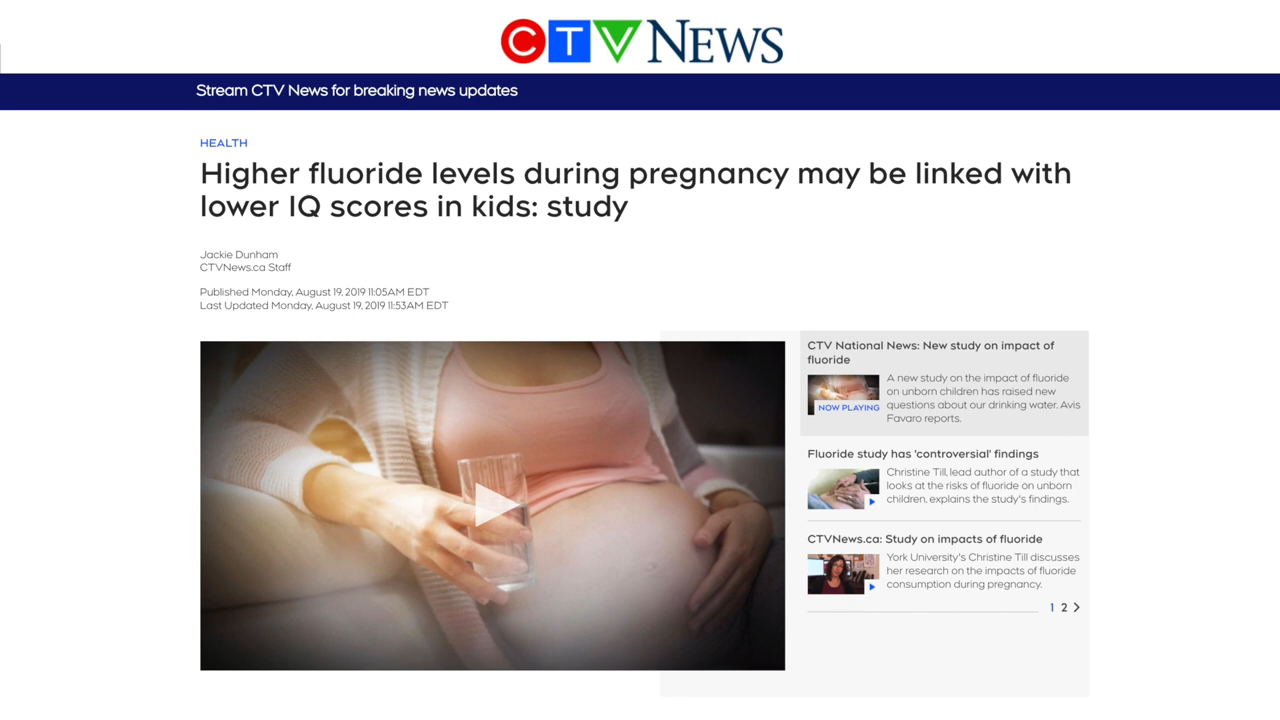 CTV NEWS
Stream CTV News for breaking news updates
HEALTH
Higher fluoride levels during pregnancy may be linked with
lower IQ scores in kids: study
Jackie Dunham
CTVNews.ca Staff
Published Monday, August 19, 2019 11:05AM EDT
Last Updated Monday, August 19, 2019 11:53AM EDT
CTV National News: New study on impact of
fluoride
NOW PLAYING
A new study on the impact of fluoride
on unborn children has raised new
questions about our drinking water. Avis
Favaro reports.
Fluoride study has 'controversial' findings
Christine Till, lead author of a study that
looks at the risks of fluoride on unborn
children, explains the study's findings.
CTVNews.ca: Study on impacts of fluoride
York University's Christine Till discusses
her research on the impacts of fluoride
consumption during pregnancy.
1 2